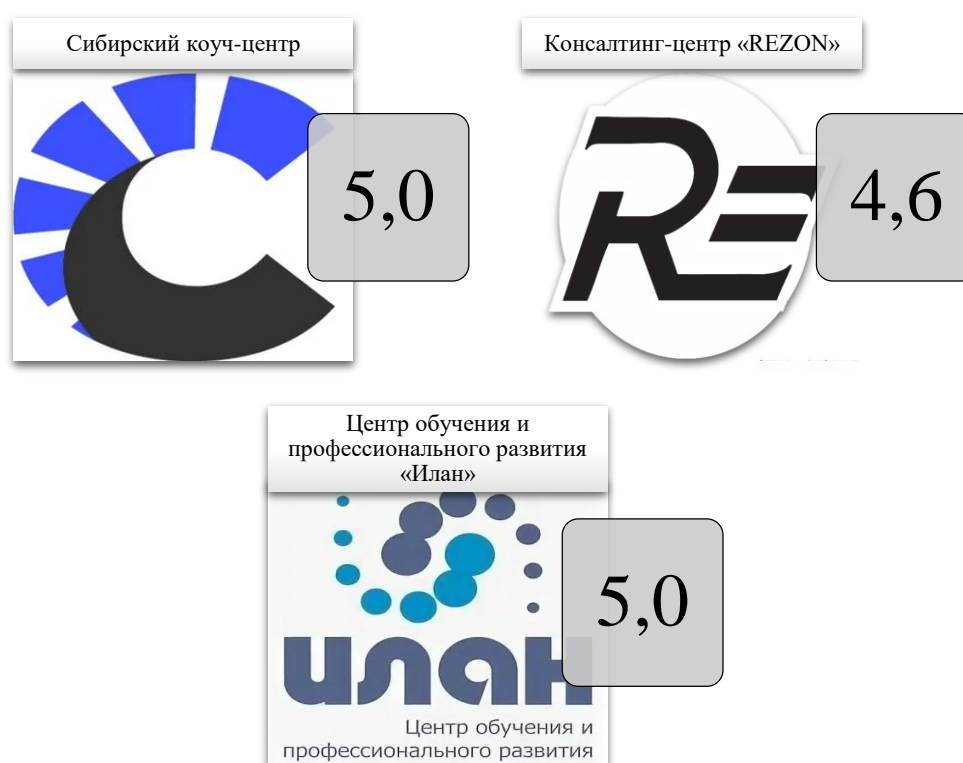 Сибирский коуч-центр
5,0
Консалтинг-центр «REZON»
RE
4,6
Центр обучения и
профессионального развития
«Илан»
5,0
илан
Центр обучения и
профессионального развития